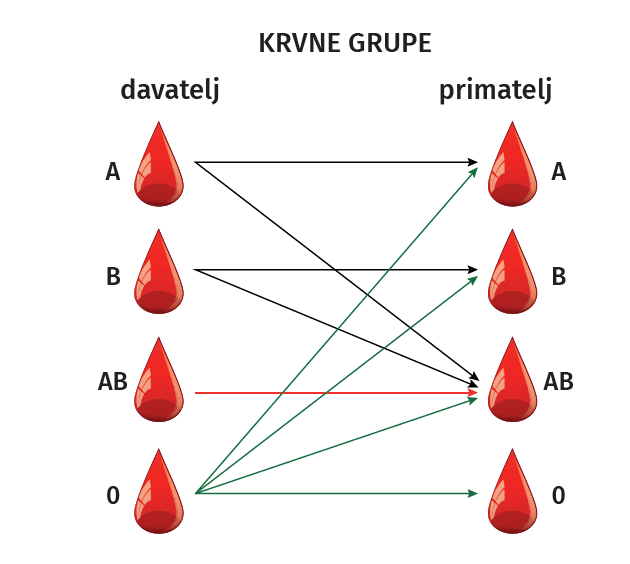 KRVNE GRUPE
davatelj primatelj
A A
B B
AB AB
0 0